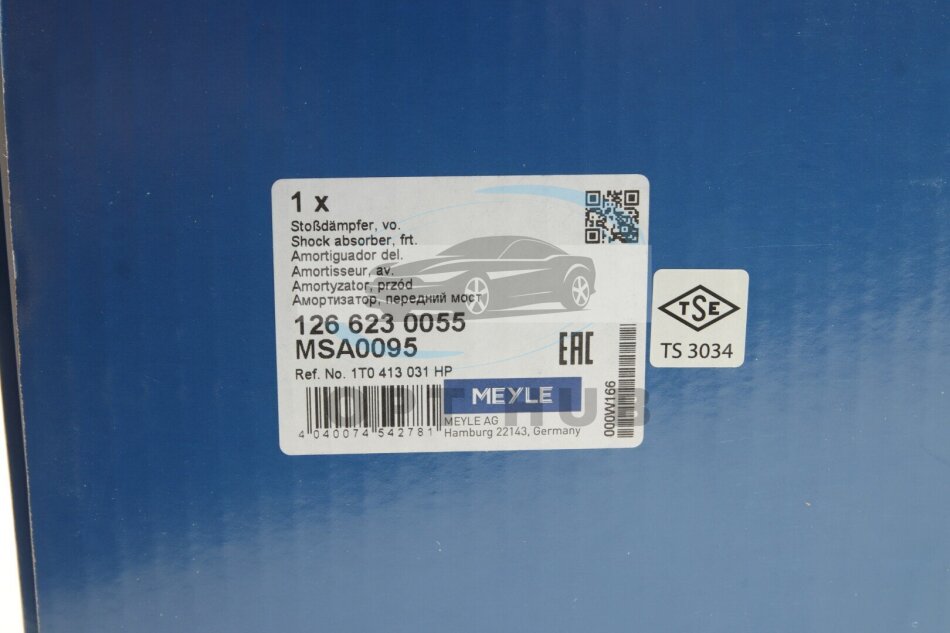 1 x
Stoßdämpfer, vo.
Shock absorber, frt.
Amortiguador del.
Amortisseur, av.
Amortyzator, przód
Амортизатор, передний мост
126 623 0055
MSA0095
Ref. No. 1T0 413 031 HP
EAC
MEYLE
MEYLE AG
Hamburg 22143, Germany
4 040074 542781
000W166
TSE
TS 3034
OPT HUB